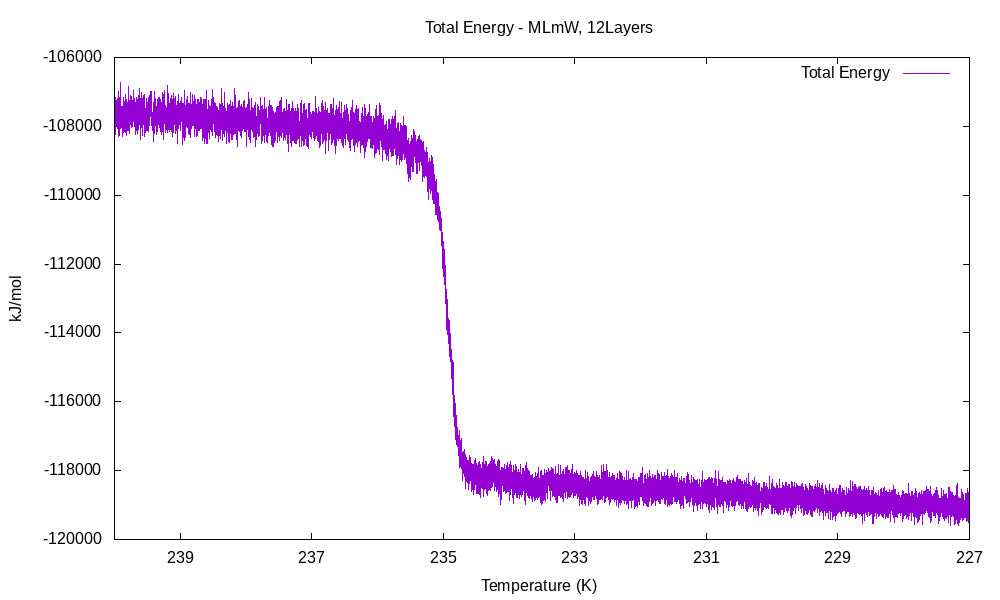 Total Energy - MLmW, 12Layers
Total Energy
-106000
-108000
-110000
-112000
-114000
-116000
-118000
-120000
kJ/mol
239 237 235 233 231 229 227
Temperature (K)